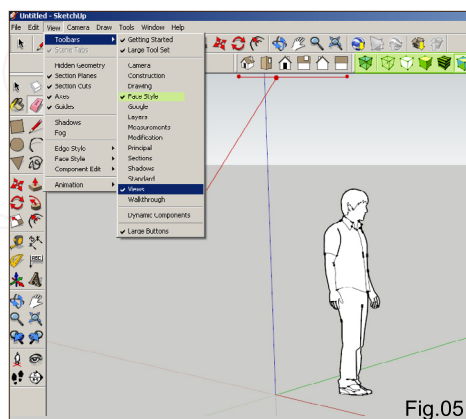 Untitled - SketchUp
File Edit View Camera Draw Tools Window Help
Toolbars
Scene Tabs
Hidden Geometry
Section Planes
Section Cuts
Axes
Guides
Shadows
Fog
Edge Style
Face Style
Component Edit
Animation
Getting Started
Large Tool Set
Camera
Construction
Drawing
Face Style
Google
Layers
Measurements
Modification
Principal
Sections
Shadows
Standard
Views
Walkthrough
Dynamic Components
Large Buttons
ABC
Fig.05